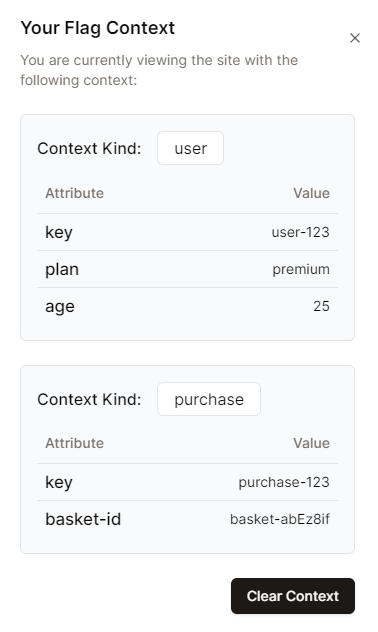 Your Flag Context
You are currently viewing the site with the
following context:
Context Kind: user
Attribute Value
key user-123
plan premium
age 25
Context Kind: purchase
Attribute Value
key purchase-123
basket-id basket-abEz8if
Clear Context